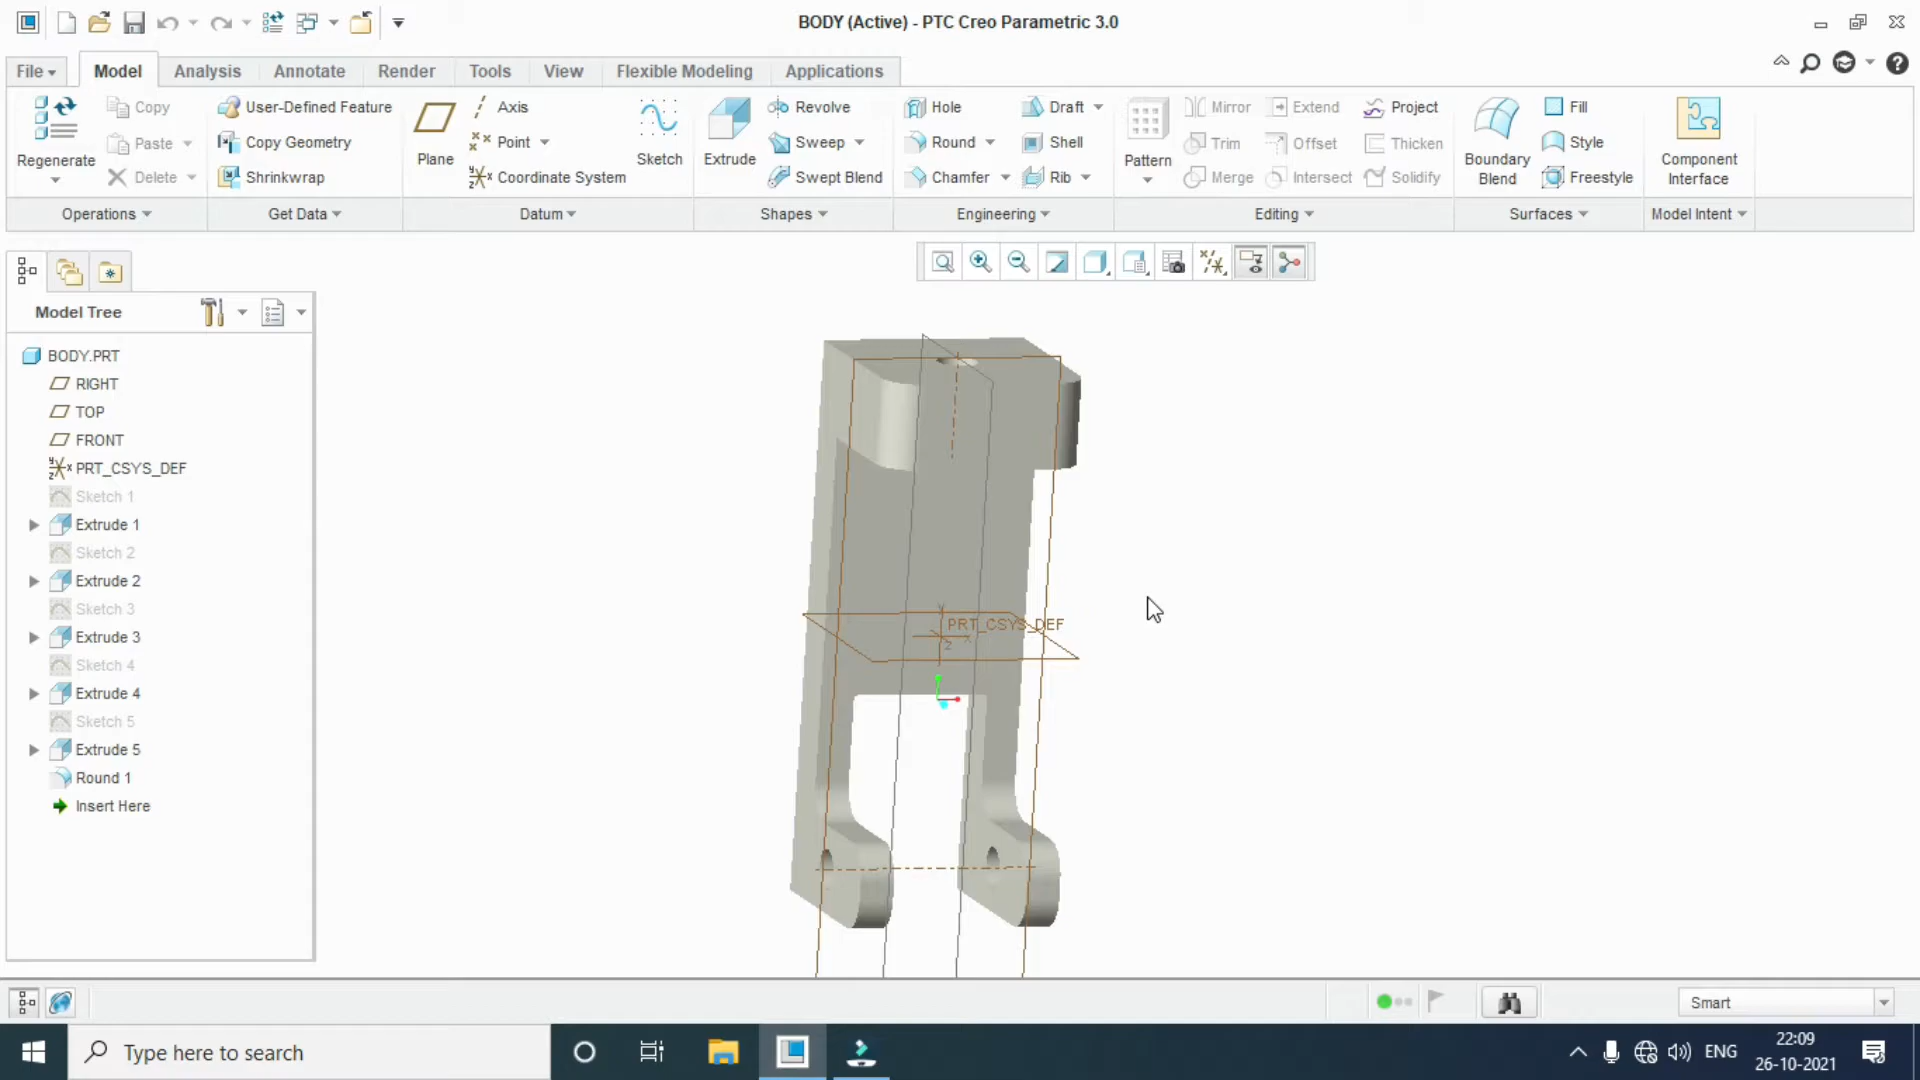 BODY (Active) - PTC Creo Parametric 3.0
File Model Analysis Annotate Render Tools View Flexible Modeling Applications
Regenerate
Copy
Paste
Delete
User-Defined Feature
Copy Geometry
Shrinkwrap
Plane
Axis
Point
Coordinate System
Sketch
Extrude
Revolve
Sweep
Swept Blend
Hole
Round
Chamfer
Draft
Shell
Rib
Pattern
Mirror
Trim
Merge
Extend
Offset
Intersect
Project
Thicken
Solidify
Boundary
Blend
Fill
Style
Freestyle
Component
Interface
Operations Get Data Datum Shapes Engineering Editing Surfaces Model Intent
Model Tree
BODY.PRT
RIGHT
TOP
FRONT
PRT_CSYS_DEF
Sketch 1
Extrude 1
Sketch 2
Extrude 2
Sketch 3
Extrude 3
Sketch 4
Extrude 4
Sketch 5
Extrude 5
Round 1
Insert Here
Y
PRT_CSYS_DEF
X
Z
Smart
Type here to search
ENG
22:09
26-10-2021